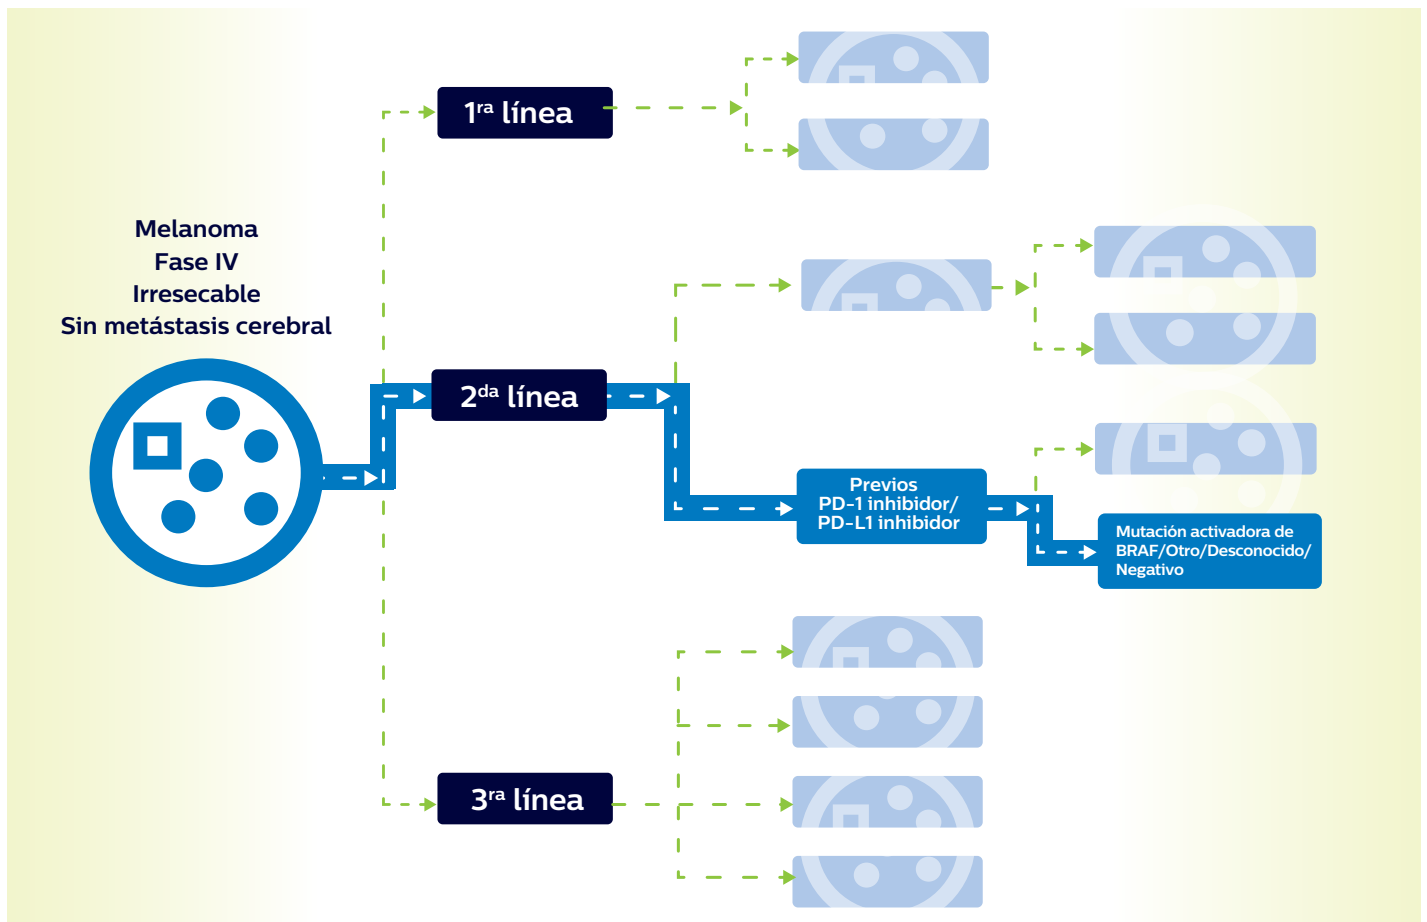 1ra línea
Melanoma
Fase IV
Irresecable
Sin metástasis cerebral
2da línea
Previos
PD-1 inhibidor/
PD-L1 inhibidor
Mutación activadora de
BRAF/Otro/Desconocido/
Negativo
3ra línea